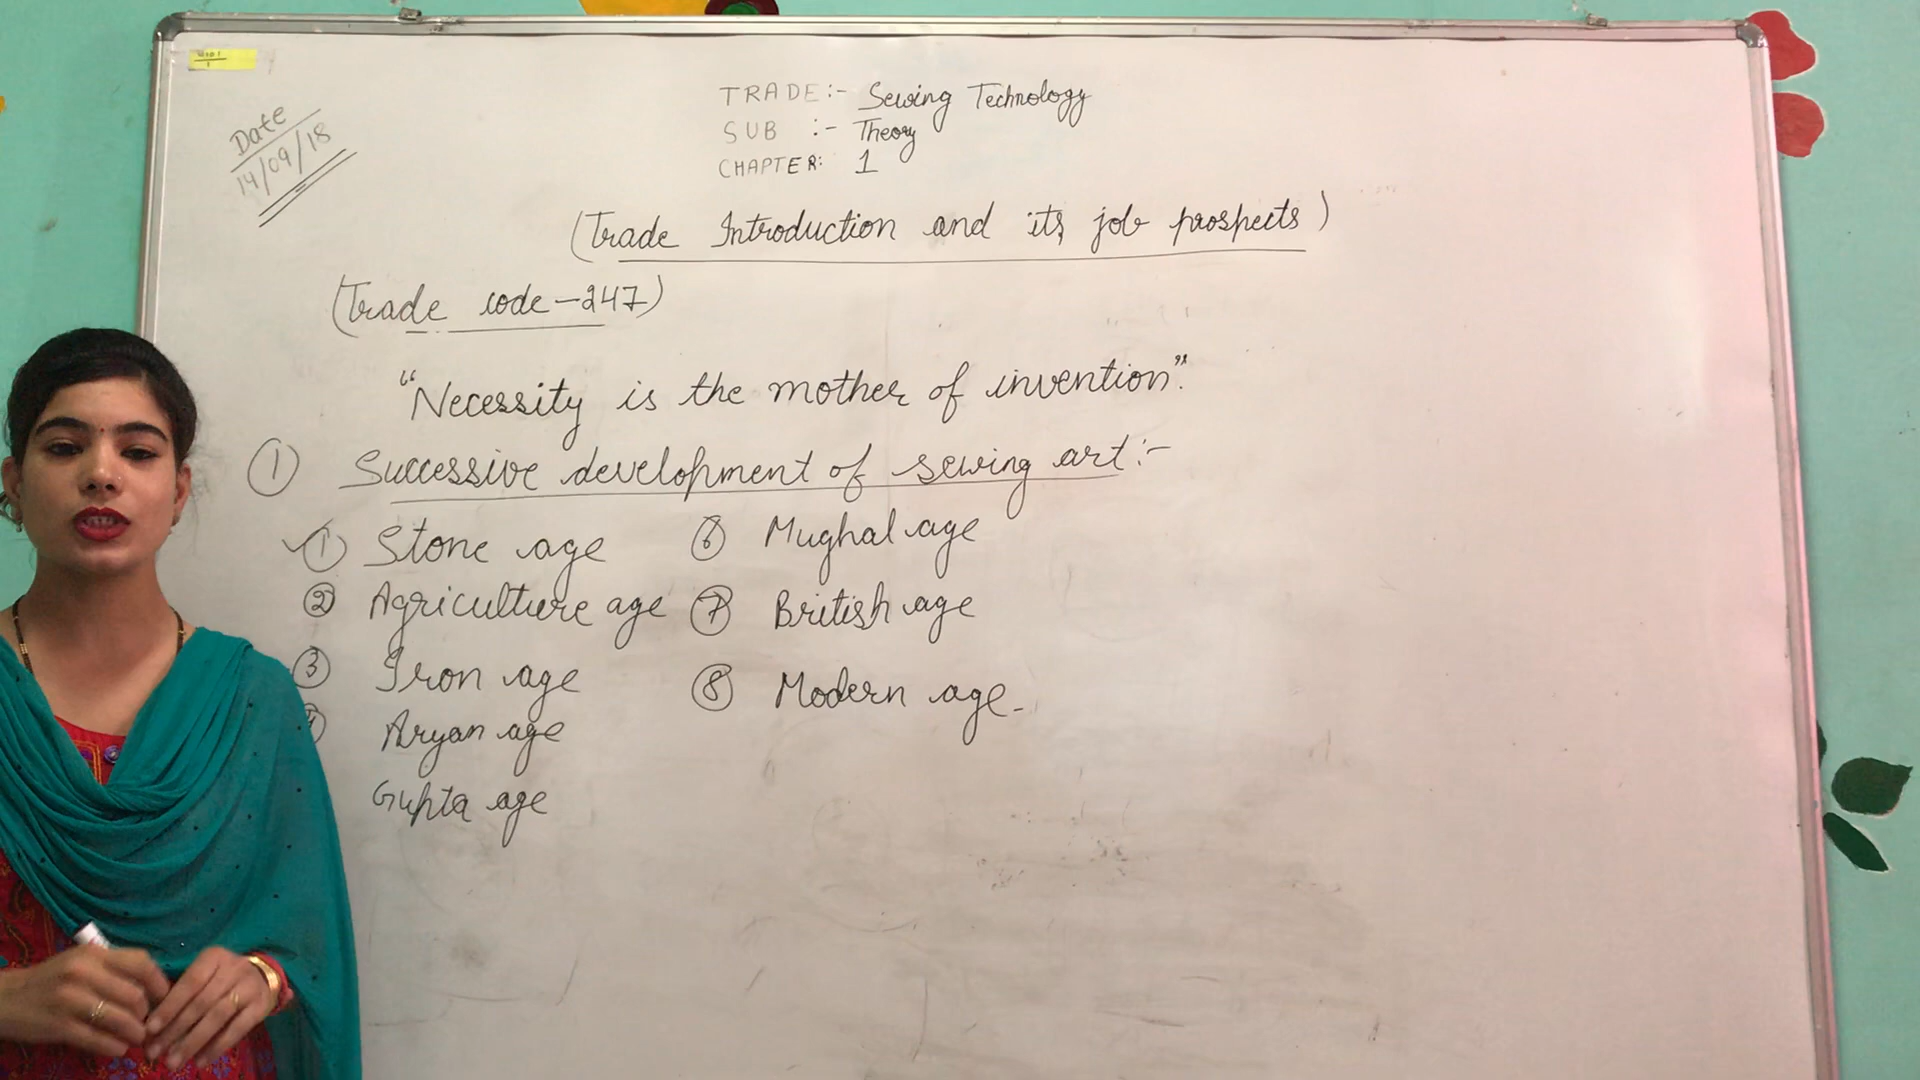 Date
14/09/18
TRADE:- Sewing Technology
SUB :- Theory
CHAPTER: 1
(Trade Introduction and its job prospects)
(Trade code-247)
"Necessity is the mother of invention".
① Successive development of sewing art:-
① Stone age
② Agriculture age
③ Iron age
④ Aryan age
Gupta age
⑥ Mughal age
⑦ British age
⑧ Modern age-